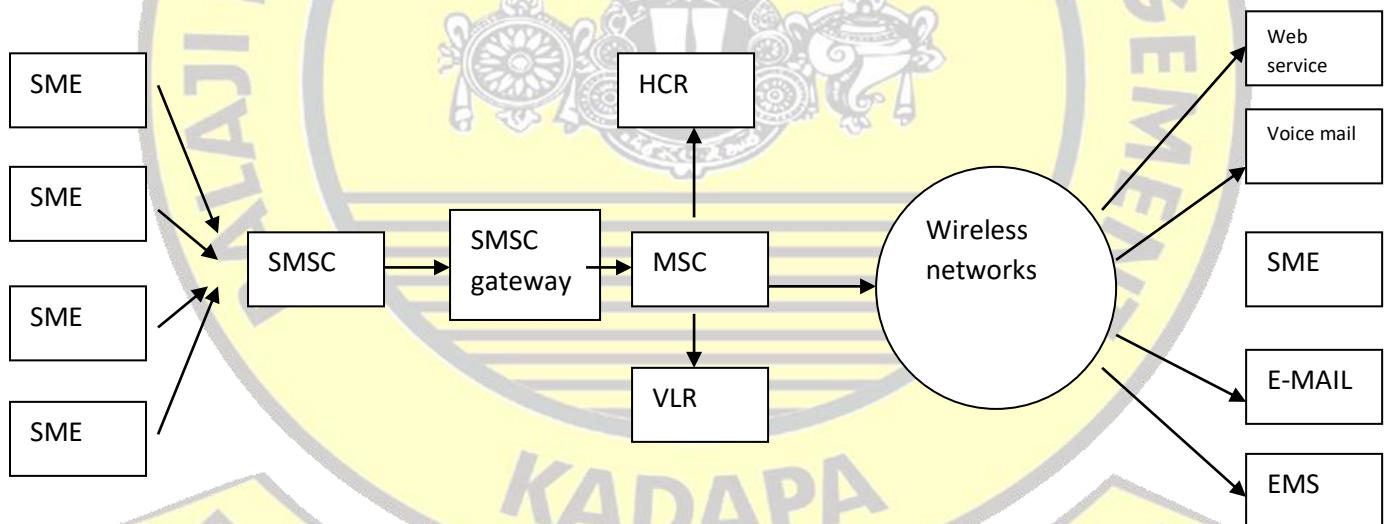 SME
SME
SME
SME
SMSC
SMSC
gateway
HCR
MSC
VLR
Wireless
networks
Web
service
Voice mail
SME
E-MAIL
EMS
KADAPA